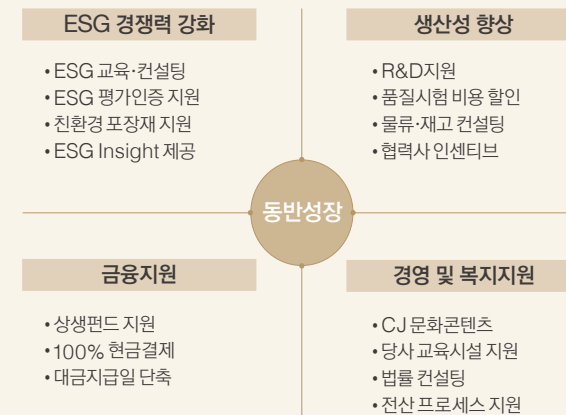 ESG 경쟁력 강화
• ESG 교육·컨설팅
• ESG 평가인증 지원
• 친환경 포장재 지원
• ESG Insight 제공
생산성 향상
• R&D지원
• 품질시험 비용 할인
• 물류·재고 컨설팅
• 협력사 인센티브
동반성장
금융지원
• 상생펀드 지원
• 100% 현금결제
• 대금지급일 단축
경영 및 복지지원
• CJ 문화콘텐츠
• 당사 교육시설 지원
• 법률 컨설팅
• 전산 프로세스 지원